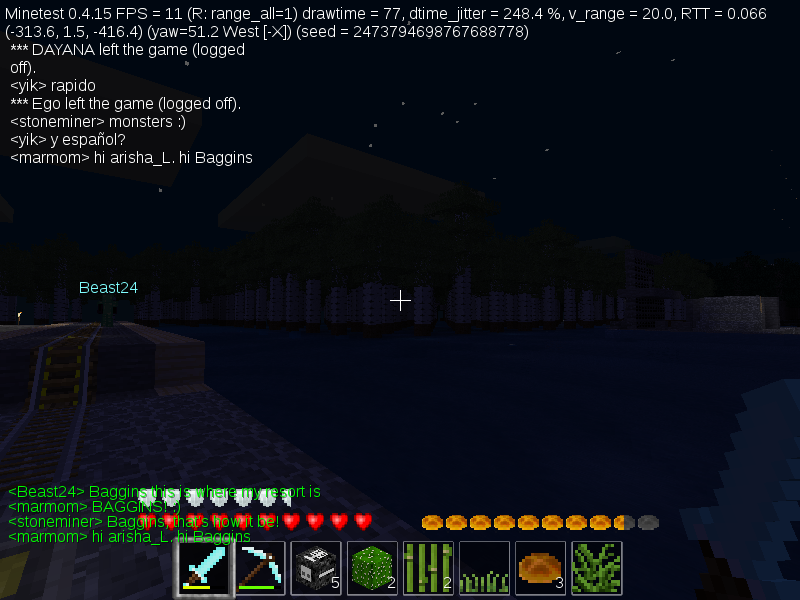 Minetest 0.4.15 FPS = 11 (R: range_all=1) drawtime = 77, dtime_jitter = 248.4 %, v_range = 20.0, RTT = 0.066
(-313.6, 1.5, -416.4) (yaw=51.2 West [-X]) (seed = 2473794698767688778)
*** DAYANA left the game (logged
off).
<yik> rapido
*** Ego left the game (logged off).
<stoneminer> monsters :)
<yik> y español?
<marmom> hi arisha_L. hi Baggins
Beast24
<Beast24> Baggins this is where my resort is
<marmom> BAGGINS! :)
<stoneminer> Baggins, that's how it be!
<marmom> hi arisha_L. hi Baggins
5
2
2
3